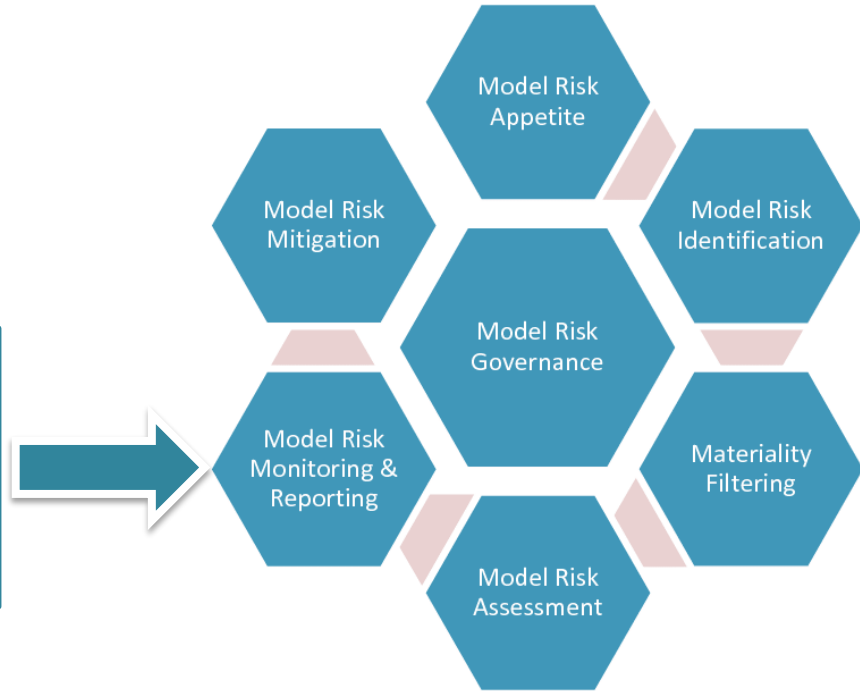 Model Risk
Appetite
Model Risk
Mitigation
Model Risk
Identification
Model Risk
Governance
Model Risk
Monitoring &
Reporting
Materiality
Filtering
Model Risk
Assessment